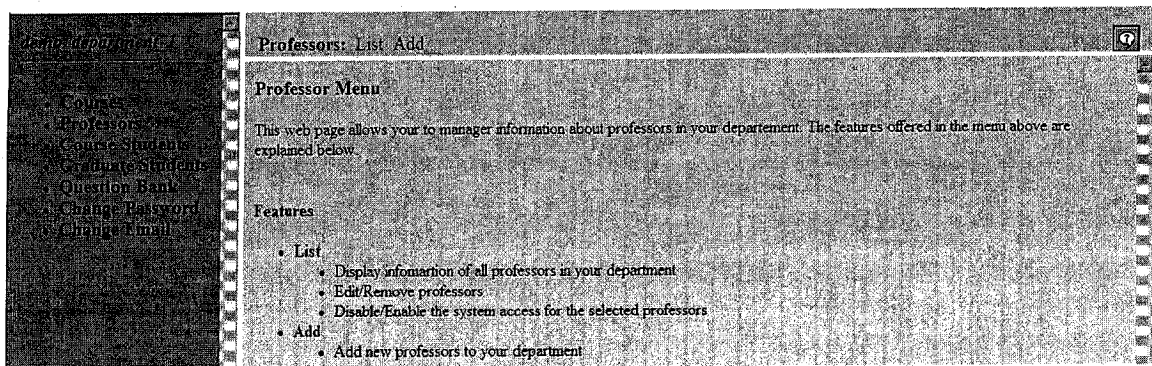 demo department
Courses
Professors
Course Students
Graduate Students
Question Bank
Change Password
Change Email
Professors: List Add
Professor Menu
This web page allows your to manager information about professors in your departement. The features offered in the menu above are
explained below.
Features
List
Display infomartion of all professors in your department
Edit/Remove professors
Disable/Enable the system access for the selected professors
Add
Add new professors to your department